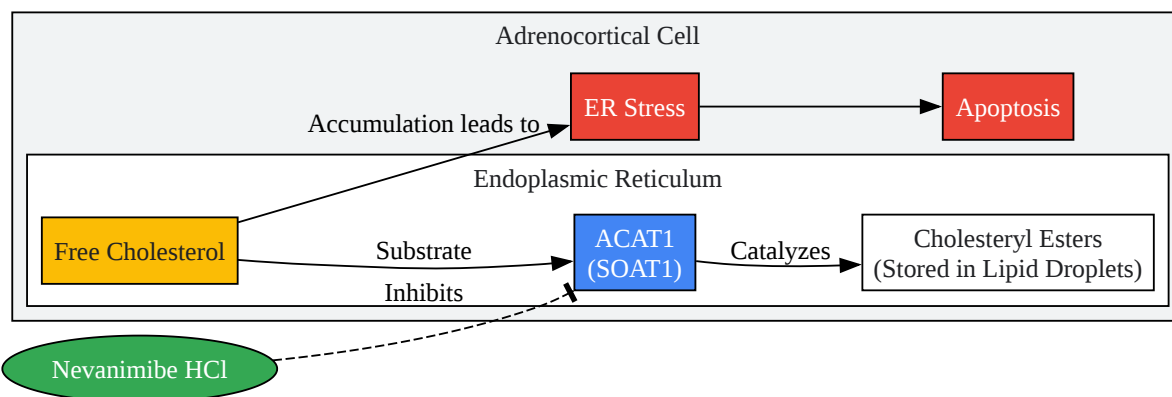 Adrenocortical Cell
ER Stress
Apoptosis
Accumulation leads to
Endoplasmic Reticulum
Free Cholesterol
Substrate
ACAT1
(SOAT1)
Catalyzes
Cholesteryl Esters
(Stored in Lipid Droplets)
Inhibits
Nevanimibe HCl